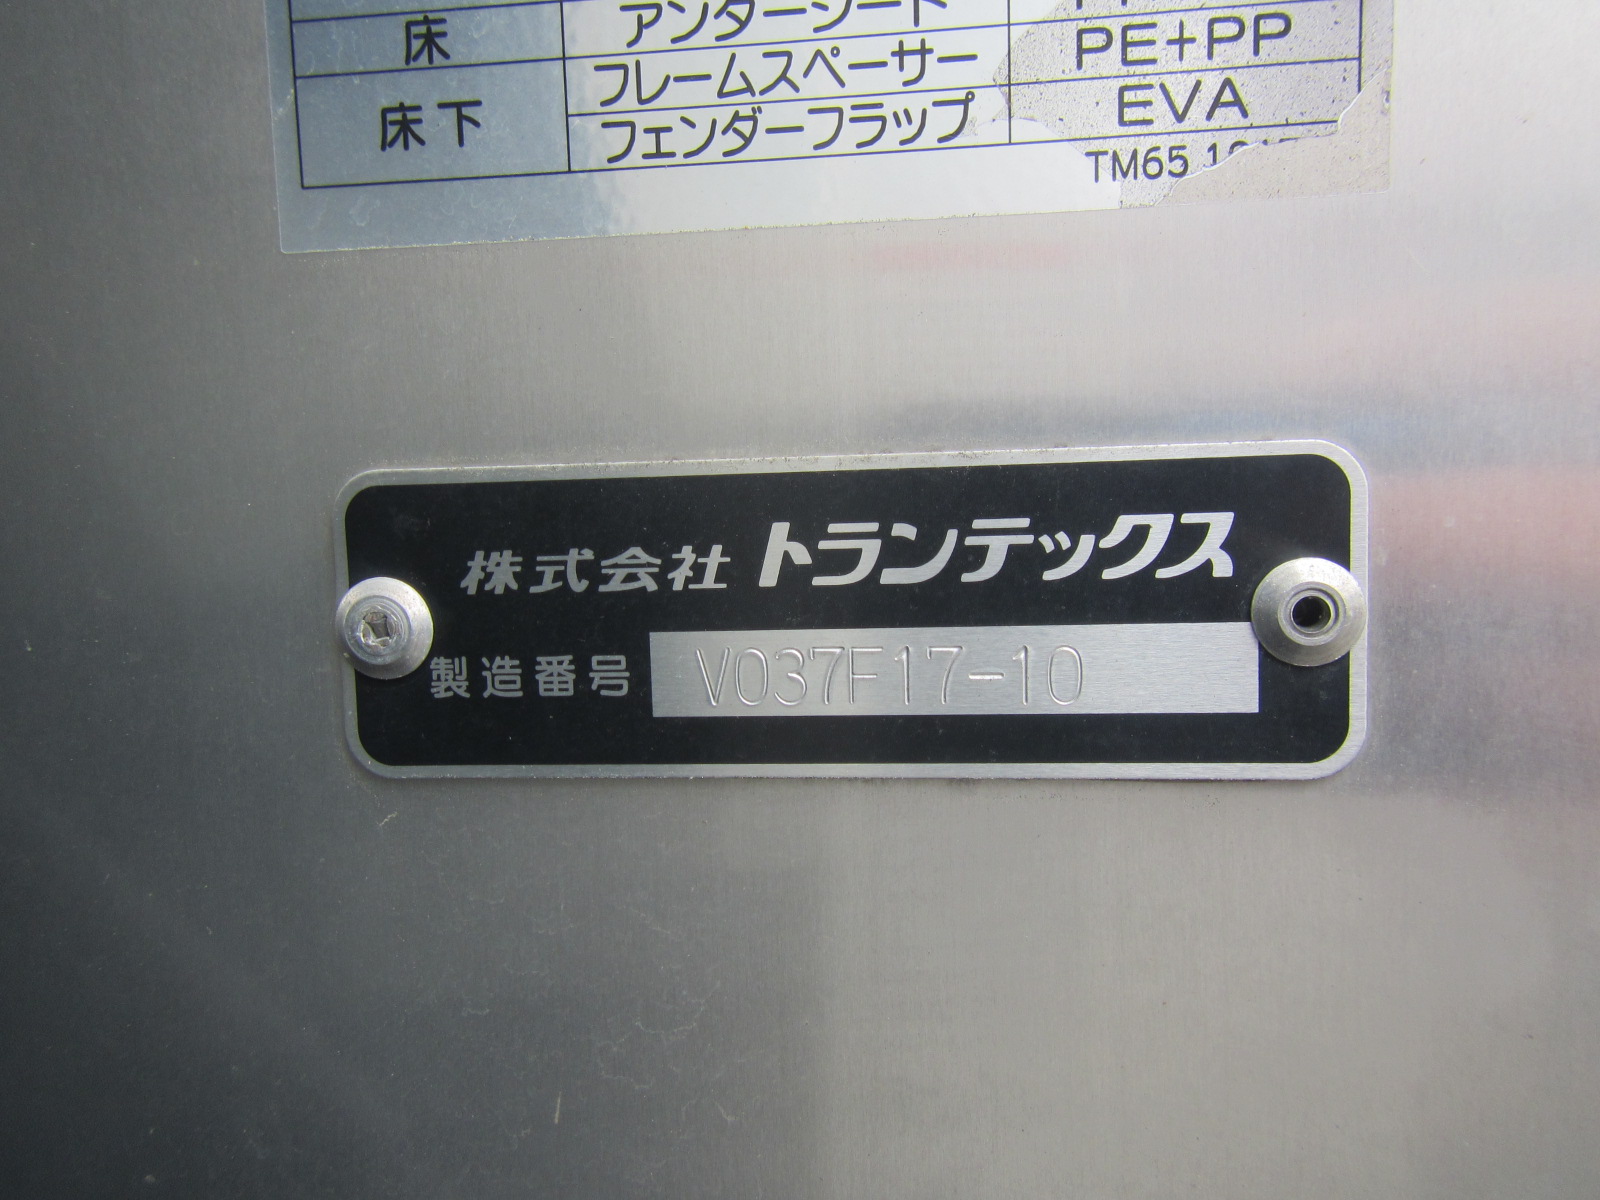 床 アンダーシート
フレームスペーサー PE+PP
床下 フェンダーフラップ EVA
TM65
株式会社 トランテックス
製造番号 V037F17-10